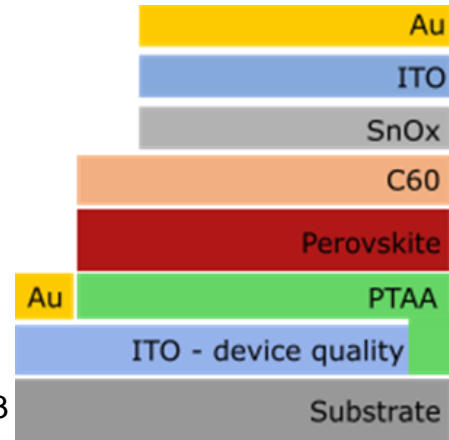 Au
ITO
SnOx
C60
Perovskite
Au PTAA
ITO - device quality
Substrate